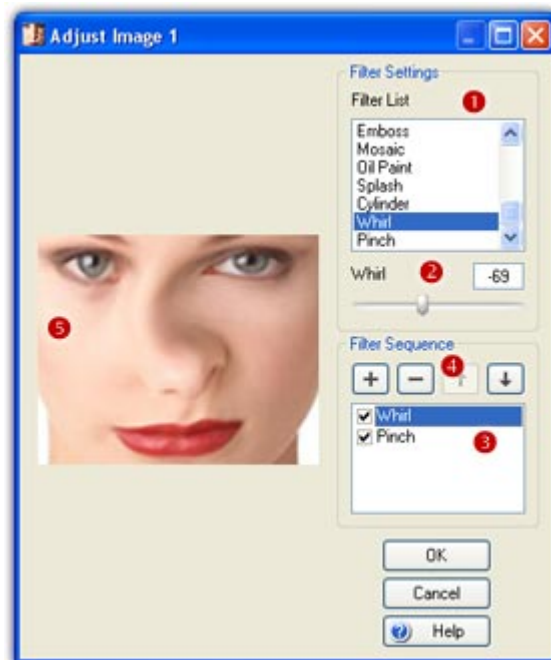 Adjust Image 1
Filter Settings
Filter List
1
Emboss
Mosaic
Oil Paint
Splash
Cylinder
Whirl
Pinch
Whirl
2
-69
5
Filter Sequence
4
Whirl
Pinch
3
OK
Cancel
Help